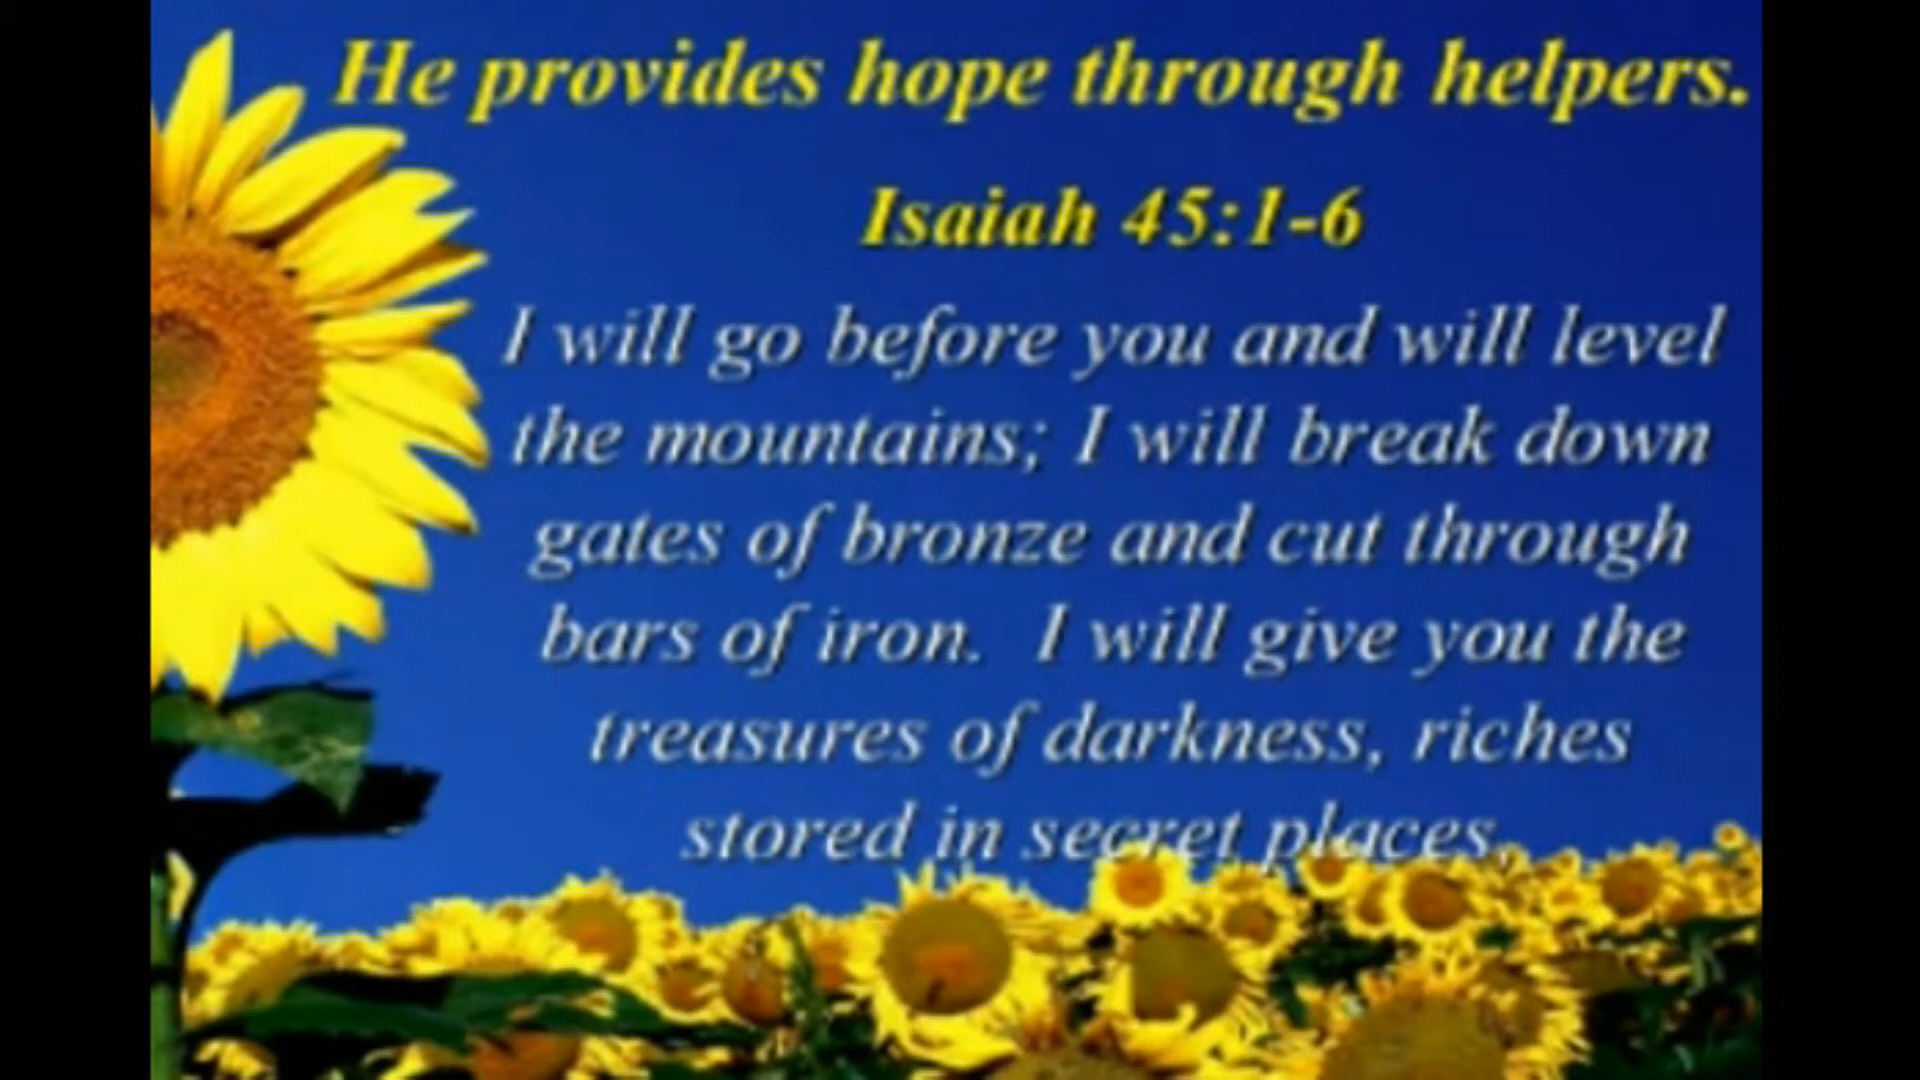 He provides hope through helpers.
Isaiah 45:1-6
I will go before you and will level
the mountains; I will break down
gates of bronze and cut through
bars of iron.  I will give you the
treasures of darkness, riches
stored in secret places,